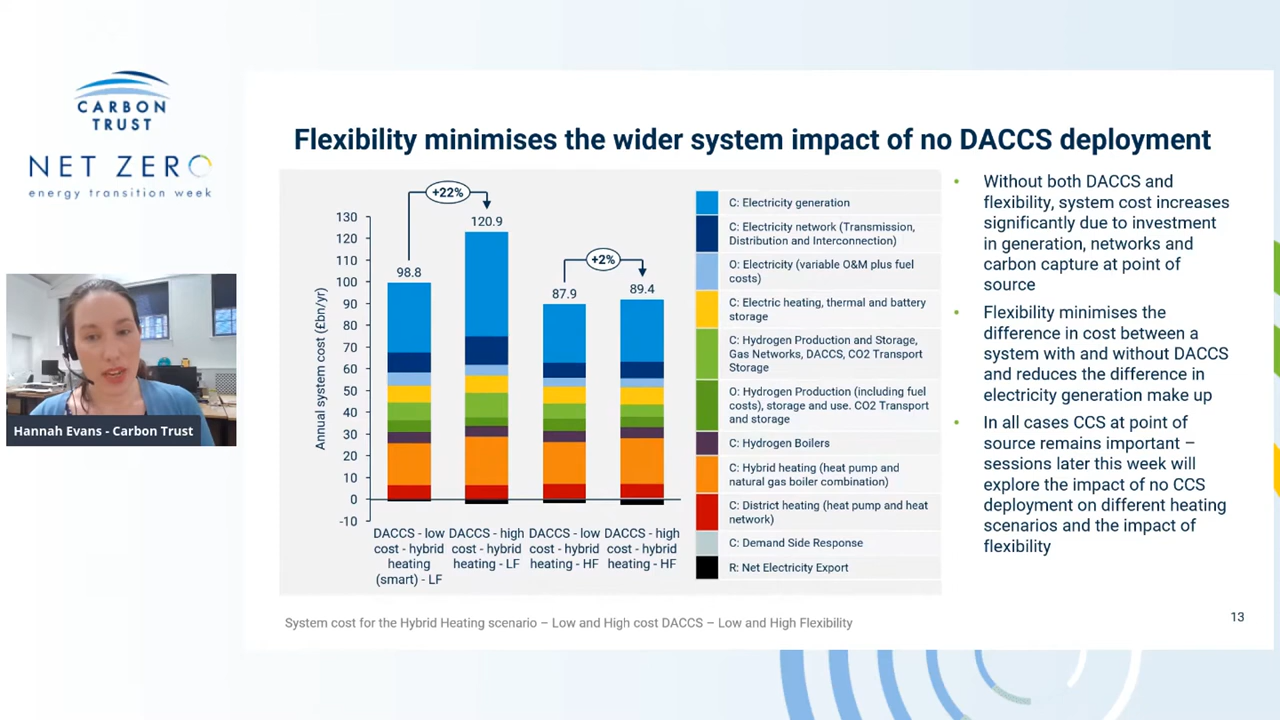 CARBON
TRUST
NET ZERO
energy transition week
Hannah Evans - Carbon Trust
Flexibility minimises the wider system impact of no DACCS deployment
Annual system cost (£bn/yr)
130
120
110
100
90
80
70
60
50
40
30
20
10
0
-10
+22%
98.8
120.9
+2%
87.9
89.4
DACCS - low
cost - hybrid
heating
(smart) - LF
DACCS - high
cost - hybrid
heating - LF
DACCS - low
cost - hybrid
heating - HF
DACCS - high
cost - hybrid
heating - HF
C: Electricity generation
C: Electricity network (Transmission,
Distribution and Interconnection)
O: Electricity (variable O&M plus fuel
costs)
C: Electric heating, thermal and battery
storage
C: Hydrogen Production and Storage,
Gas Networks, DACCS, CO2 Transport
Storage
O: Hydrogen Production (including fuel
costs), storage and use. CO2 Transport
and storage
C: Hydrogen Boilers
C: Hybrid heating (heat pump and
natural gas boiler combination)
C: District heating (heat pump and heat
network)
C: Demand Side Response
R: Net Electricity Export
• Without both DACCS and
flexibility, system cost increases
significantly due to investment
in generation, networks and
carbon capture at point of
source
• Flexibility minimises the
difference in cost between a
system with and without DACCS
and reduces the difference in
electricity generation make up
• In all cases CCS at point of
source remains important –
sessions later this week will
explore the impact of no CCS
deployment on different heating
scenarios and the impact of
flexibility
System cost for the Hybrid Heating scenario – Low and High cost DACCS – Low and High Flexibility
13